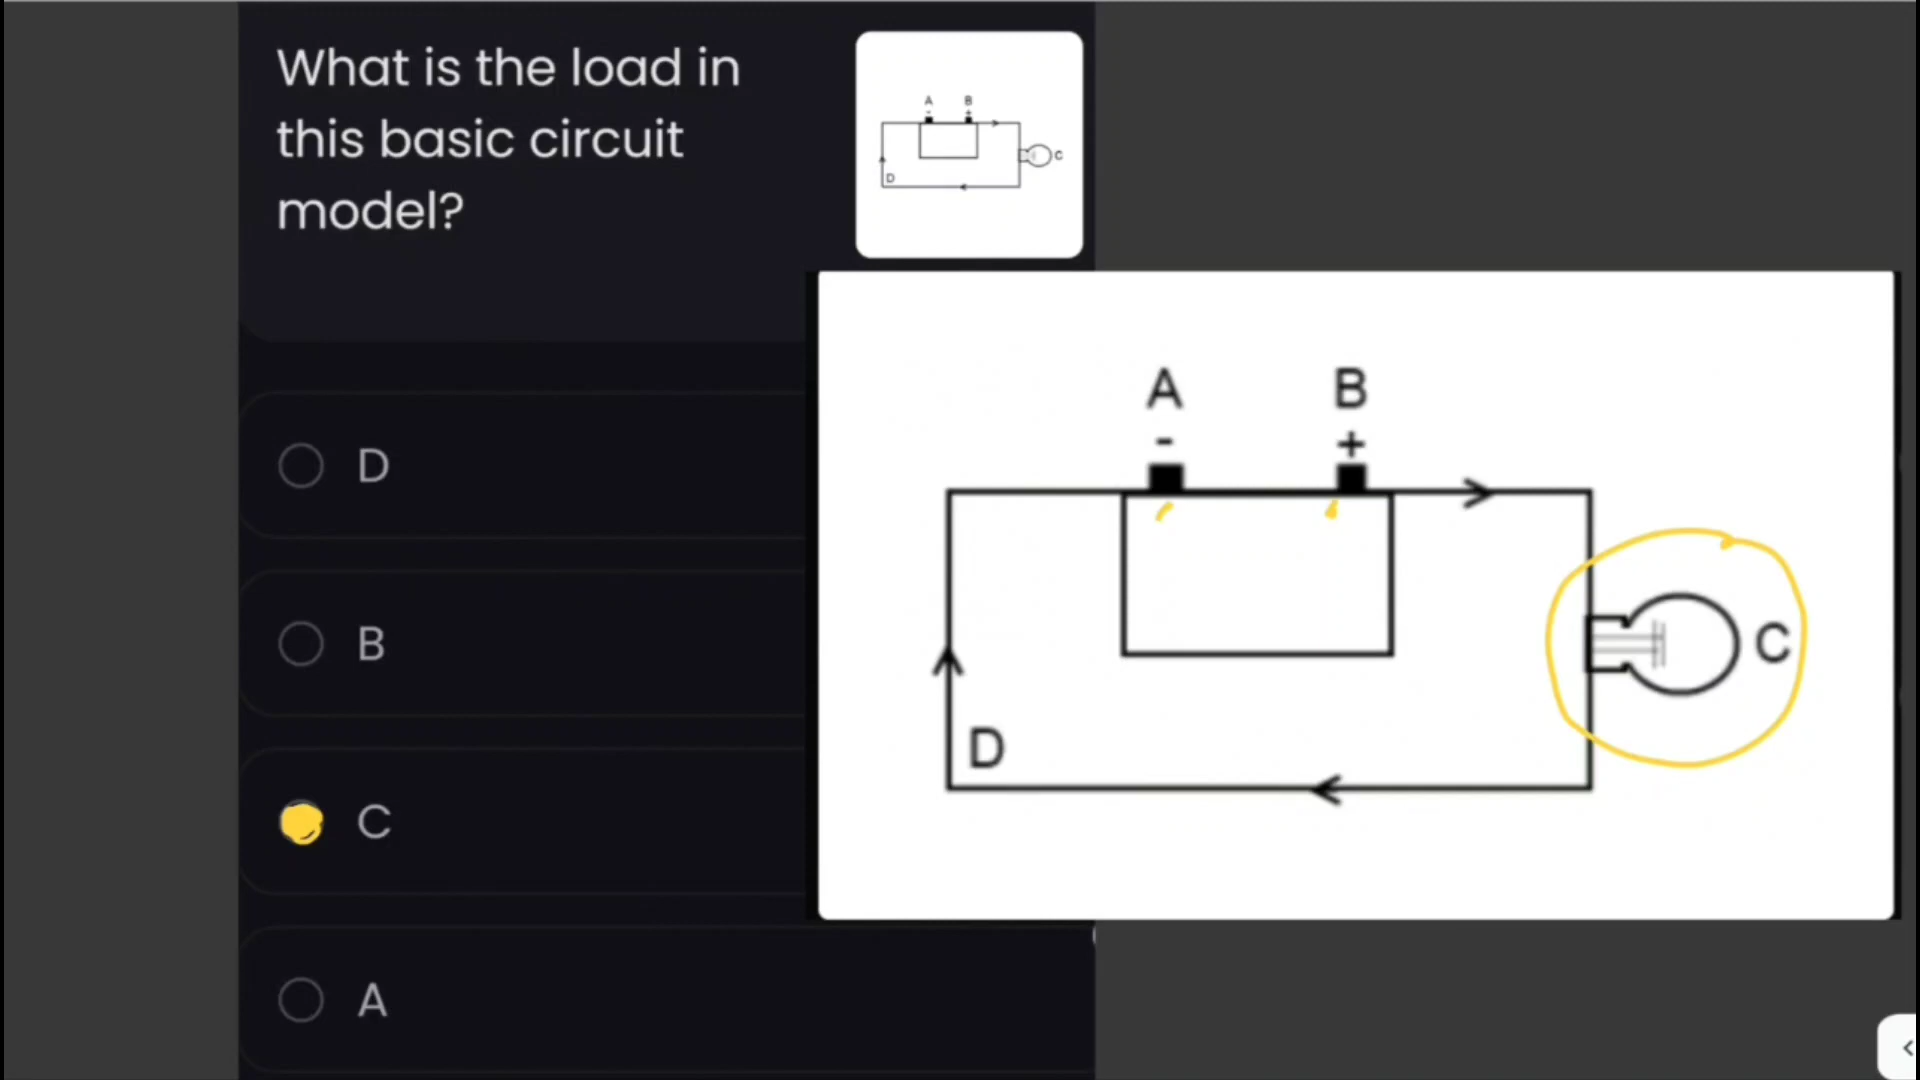 What is the load in
this basic circuit
model?
A B
- +
C
D
A B
- +
C
D
D
B
C
A